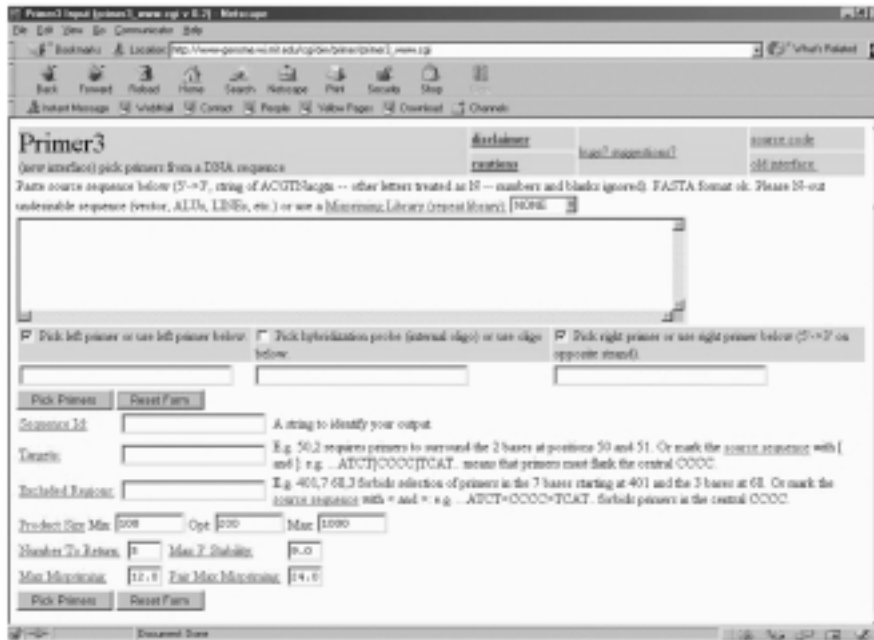 Primer3 Input (primer3_www.cgi v 0.2) - Netscape
File Edit View Go Communicator Help
Bookmarks Location: http://www-genome.wi.mit.edu/cgi-bin/primer/primer3_www.cgi What's Related
Back Forward Reload Home Search Netscape Print Security Shop
Instant Message WebMail Contact People Yellow Pages Download Channels
Primer3 disclaimer bugs? suggestions? source code
(new interface) pick primers from a DNA sequence cautions old interface
Paste source sequence below (5'->3', string of ACGTNacgtn -- other letters treated as N -- numbers and blanks ignored). FASTA format ok. Please N-out
undesirable sequence (vector, ALUs, LINEs, etc.) or use a Mispriming Library (repeat library): NONE
Pick left primer or use left primer below. Pick hybridization probe (internal oligo) or use oligo below. Pick right primer or use right primer below (5'->3' on opposite strand).
Pick Primers Reset Form
Sequence Id: A string to identify your output.
Targets: E.g. 50,2 requires primers to surround the 2 bases at positions 50 and 51. Or mark the source sequence with [
and ]: e.g. ...ATCT[CCCC]TCAT.. means that primers must flank the central CCCC.
Excluded Regions: E.g. 401,7 68,3 forbids selection of primers in the 7 bases starting at 401 and the 3 bases at 68. Or mark the
source sequence with < and >: e.g. ...ATCT<CCCC>TCAT.. forbids primers in the central CCCC.
Product Size Min: 100 Opt: 200 Max: 1000
Number To Return: 5 Max 3' Stability: 9.0
Max Mispriming: 12.0 Pair Max Mispriming: 24.0
Pick Primers Reset Form
Document: Done